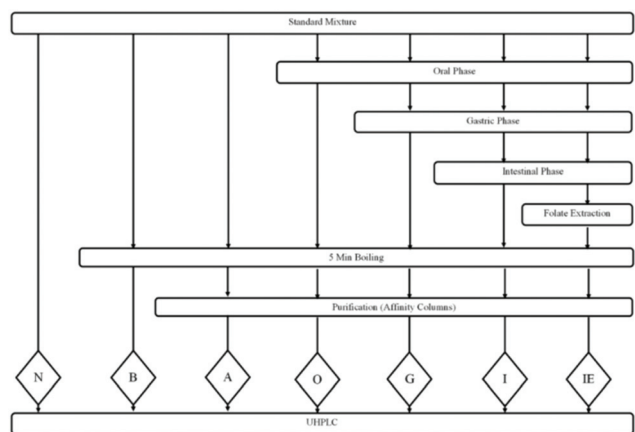 Standard Mixture
Oral Phase
Gastric Phase
Intestinal Phase
Folate Extraction
5 Min Boiling
Purification (Affinity Columns)
N B A O G I IE
UHPLC